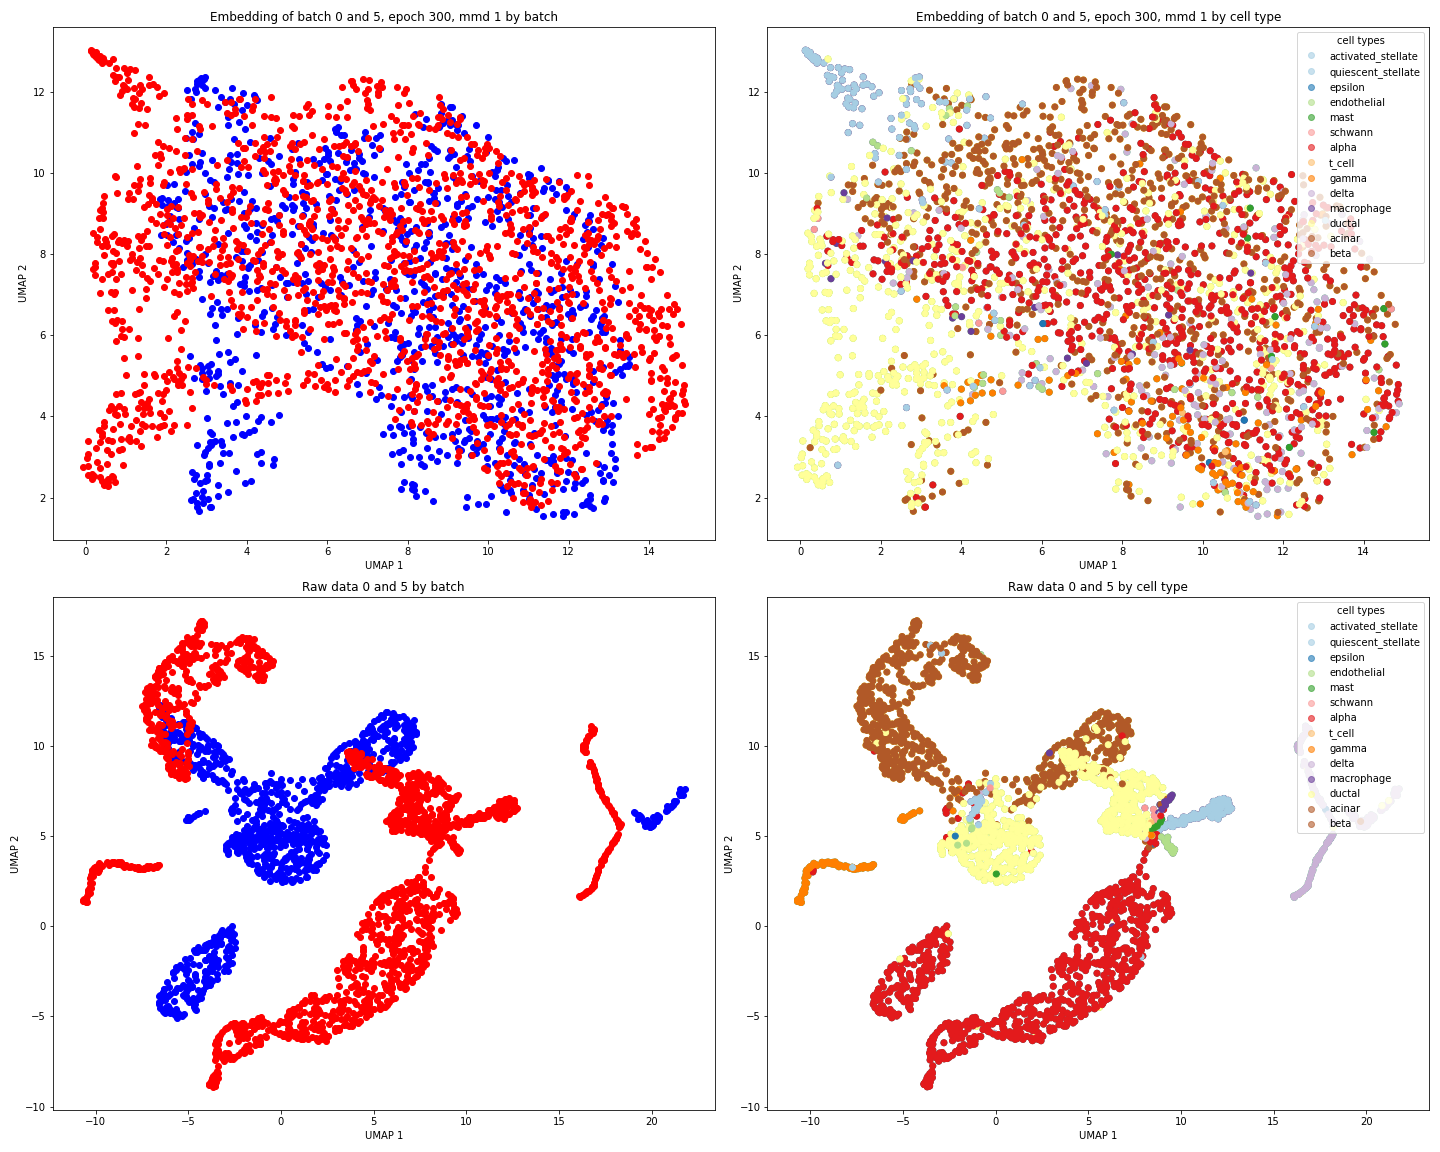 Embedding of batch 0 and 5, epoch 300, mmd 1 by batch
UMAP 2
12
10
8
6
4
2
0 2 4 6 8 10 12 14
UMAP 1
Embedding of batch 0 and 5, epoch 300, mmd 1 by cell type
UMAP 2
12
10
8
6
4
2
0 2 4 6 8 10 12 14
UMAP 1
cell types
activated_stellate
quiescent_stellate
epsilon
endothelial
mast
schwann
alpha
t_cell
gamma
delta
macrophage
ductal
acinar
beta
Raw data 0 and 5 by batch
UMAP 2
15
10
5
0
−5
−10
−10 −5 0 5 10 15 20
UMAP 1
Raw data 0 and 5 by cell type
UMAP 2
15
10
5
0
−5
−10
−10 −5 0 5 10 15 20
UMAP 1
cell types
activated_stellate
quiescent_stellate
epsilon
endothelial
mast
schwann
alpha
t_cell
gamma
delta
macrophage
ductal
acinar
beta